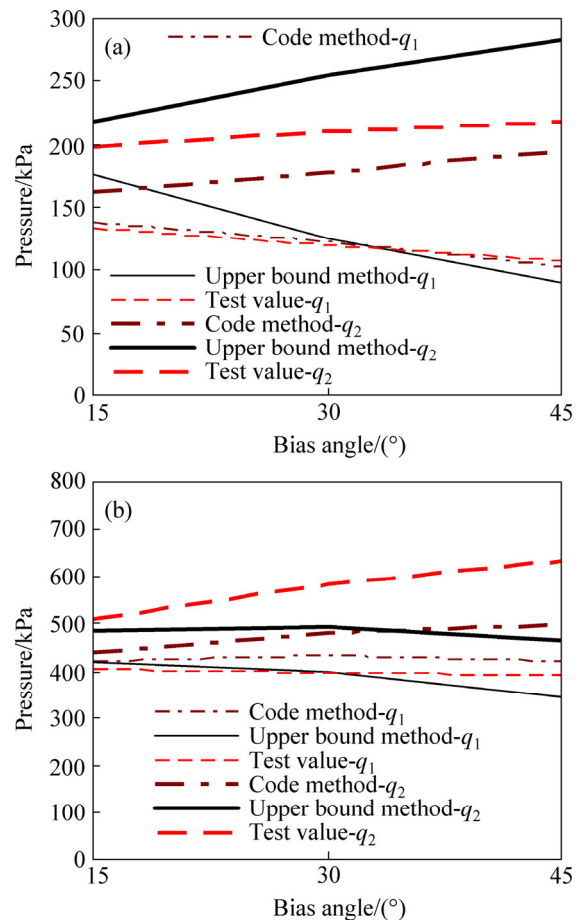 300
(a)
Code method-q1
250
200
150
100
50
0
Pressure/kPa
Upper bound method-q1
Test value-q1
Code method-q2
Upper bound method-q2
Test value-q2
15 30 45
Bias angle/(°)
800
(b)
700
600
500
400
300
200
100
0
Pressure/kPa
Code method-q1
Upper bound method-q1
Test value-q1
Code method-q2
Upper bound method-q2
Test value-q2
15 30 45
Bias angle/(°)